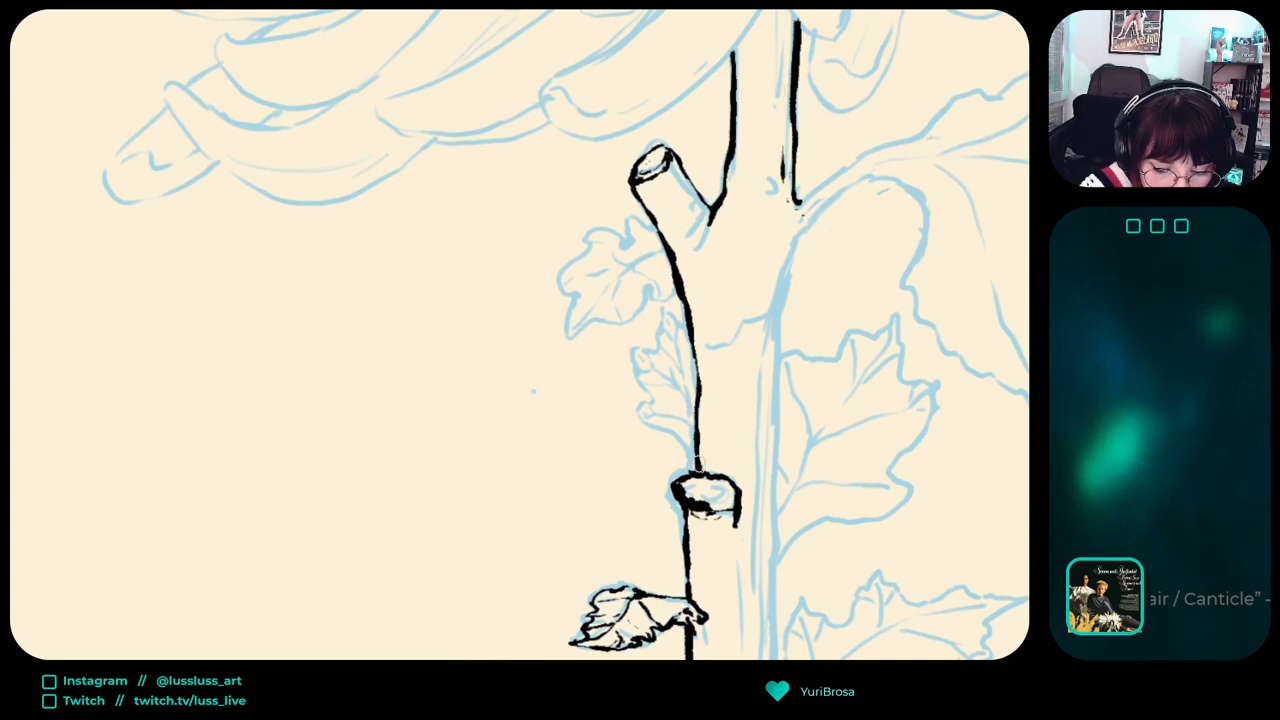 air / Canticle" -
Instagram // @lussluss_art
Twitch // twitch.tv/luss_live
YuriBrosa